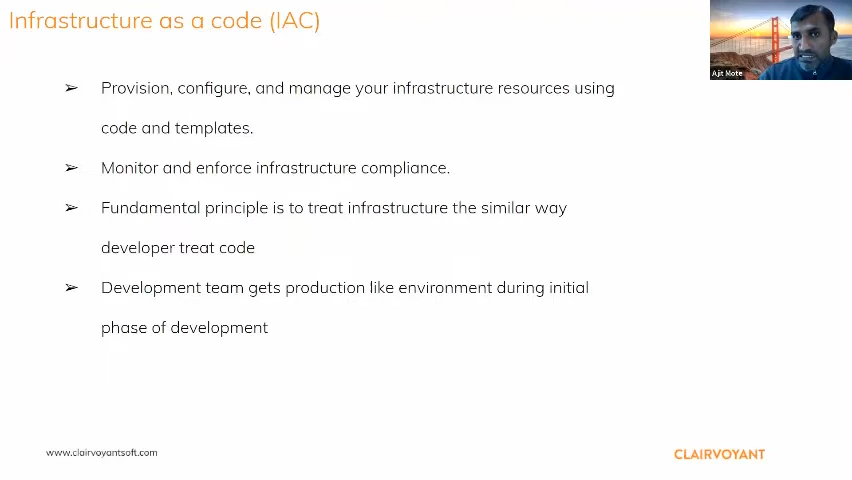 Infrastructure as a code (IAC)
Ajit Mote
➢ Provision, configure, and manage your infrastructure resources using
code and templates.
➢ Monitor and enforce infrastructure compliance.
➢ Fundamental principle is to treat infrastructure the similar way
developer treat code
➢ Development team gets production like environment during initial
phase of development
www.clairvoyantsoft.com
CLAIRVOYANT